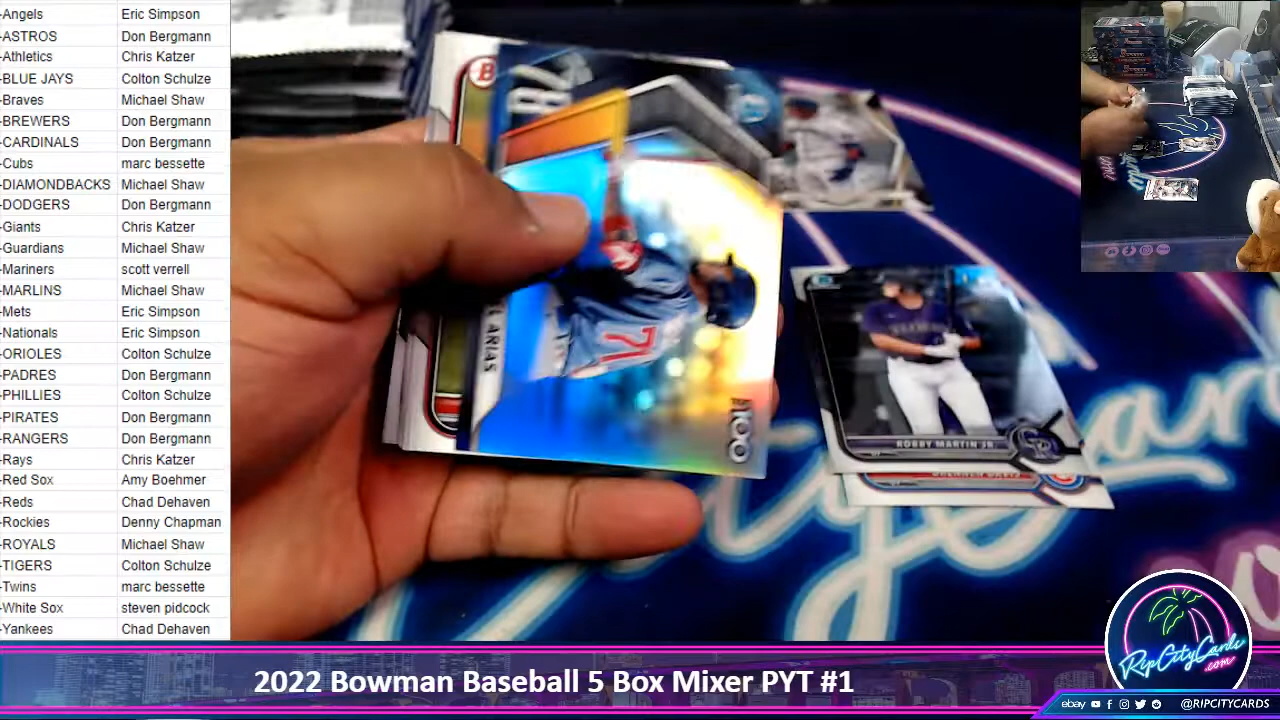 -Angels Eric Simpson
-ASTROS Don Bergmann
-Athletics Chris Katzer
-BLUE JAYS Colton Schulze
-Braves Michael Shaw
-BREWERS Don Bergmann
-CARDINALS Don Bergmann
-Cubs marc bessette
-DIAMONDBACKS Michael Shaw
-DODGERS Don Bergmann
-Giants Chris Katzer
-Guardians Michael Shaw
-Mariners scott verrell
-MARLINS Michael Shaw
-Mets Eric Simpson
-Nationals Eric Simpson
-ORIOLES Colton Schulze
-PADRES Don Bergmann
-PHILLIES Colton Schulze
-PIRATES Don Bergmann
-RANGERS Don Bergmann
-Rays Chris Katzer
-Red Sox Amy Boehmer
-Reds Chad Dehaven
-Rockies Denny Chapman
-ROYALS Michael Shaw
-TIGERS Colton Schulze
-Twins marc bessette
-White Sox steven pidcock
-Yankees Chad Dehaven
B
78
71
ARIAS
100
ROBBY MARTIN JR.
CR
2022 Bowman Baseball 5 Box Mixer PYT #1
RipCityCards
.com
ebay @RIPCITYCARDS